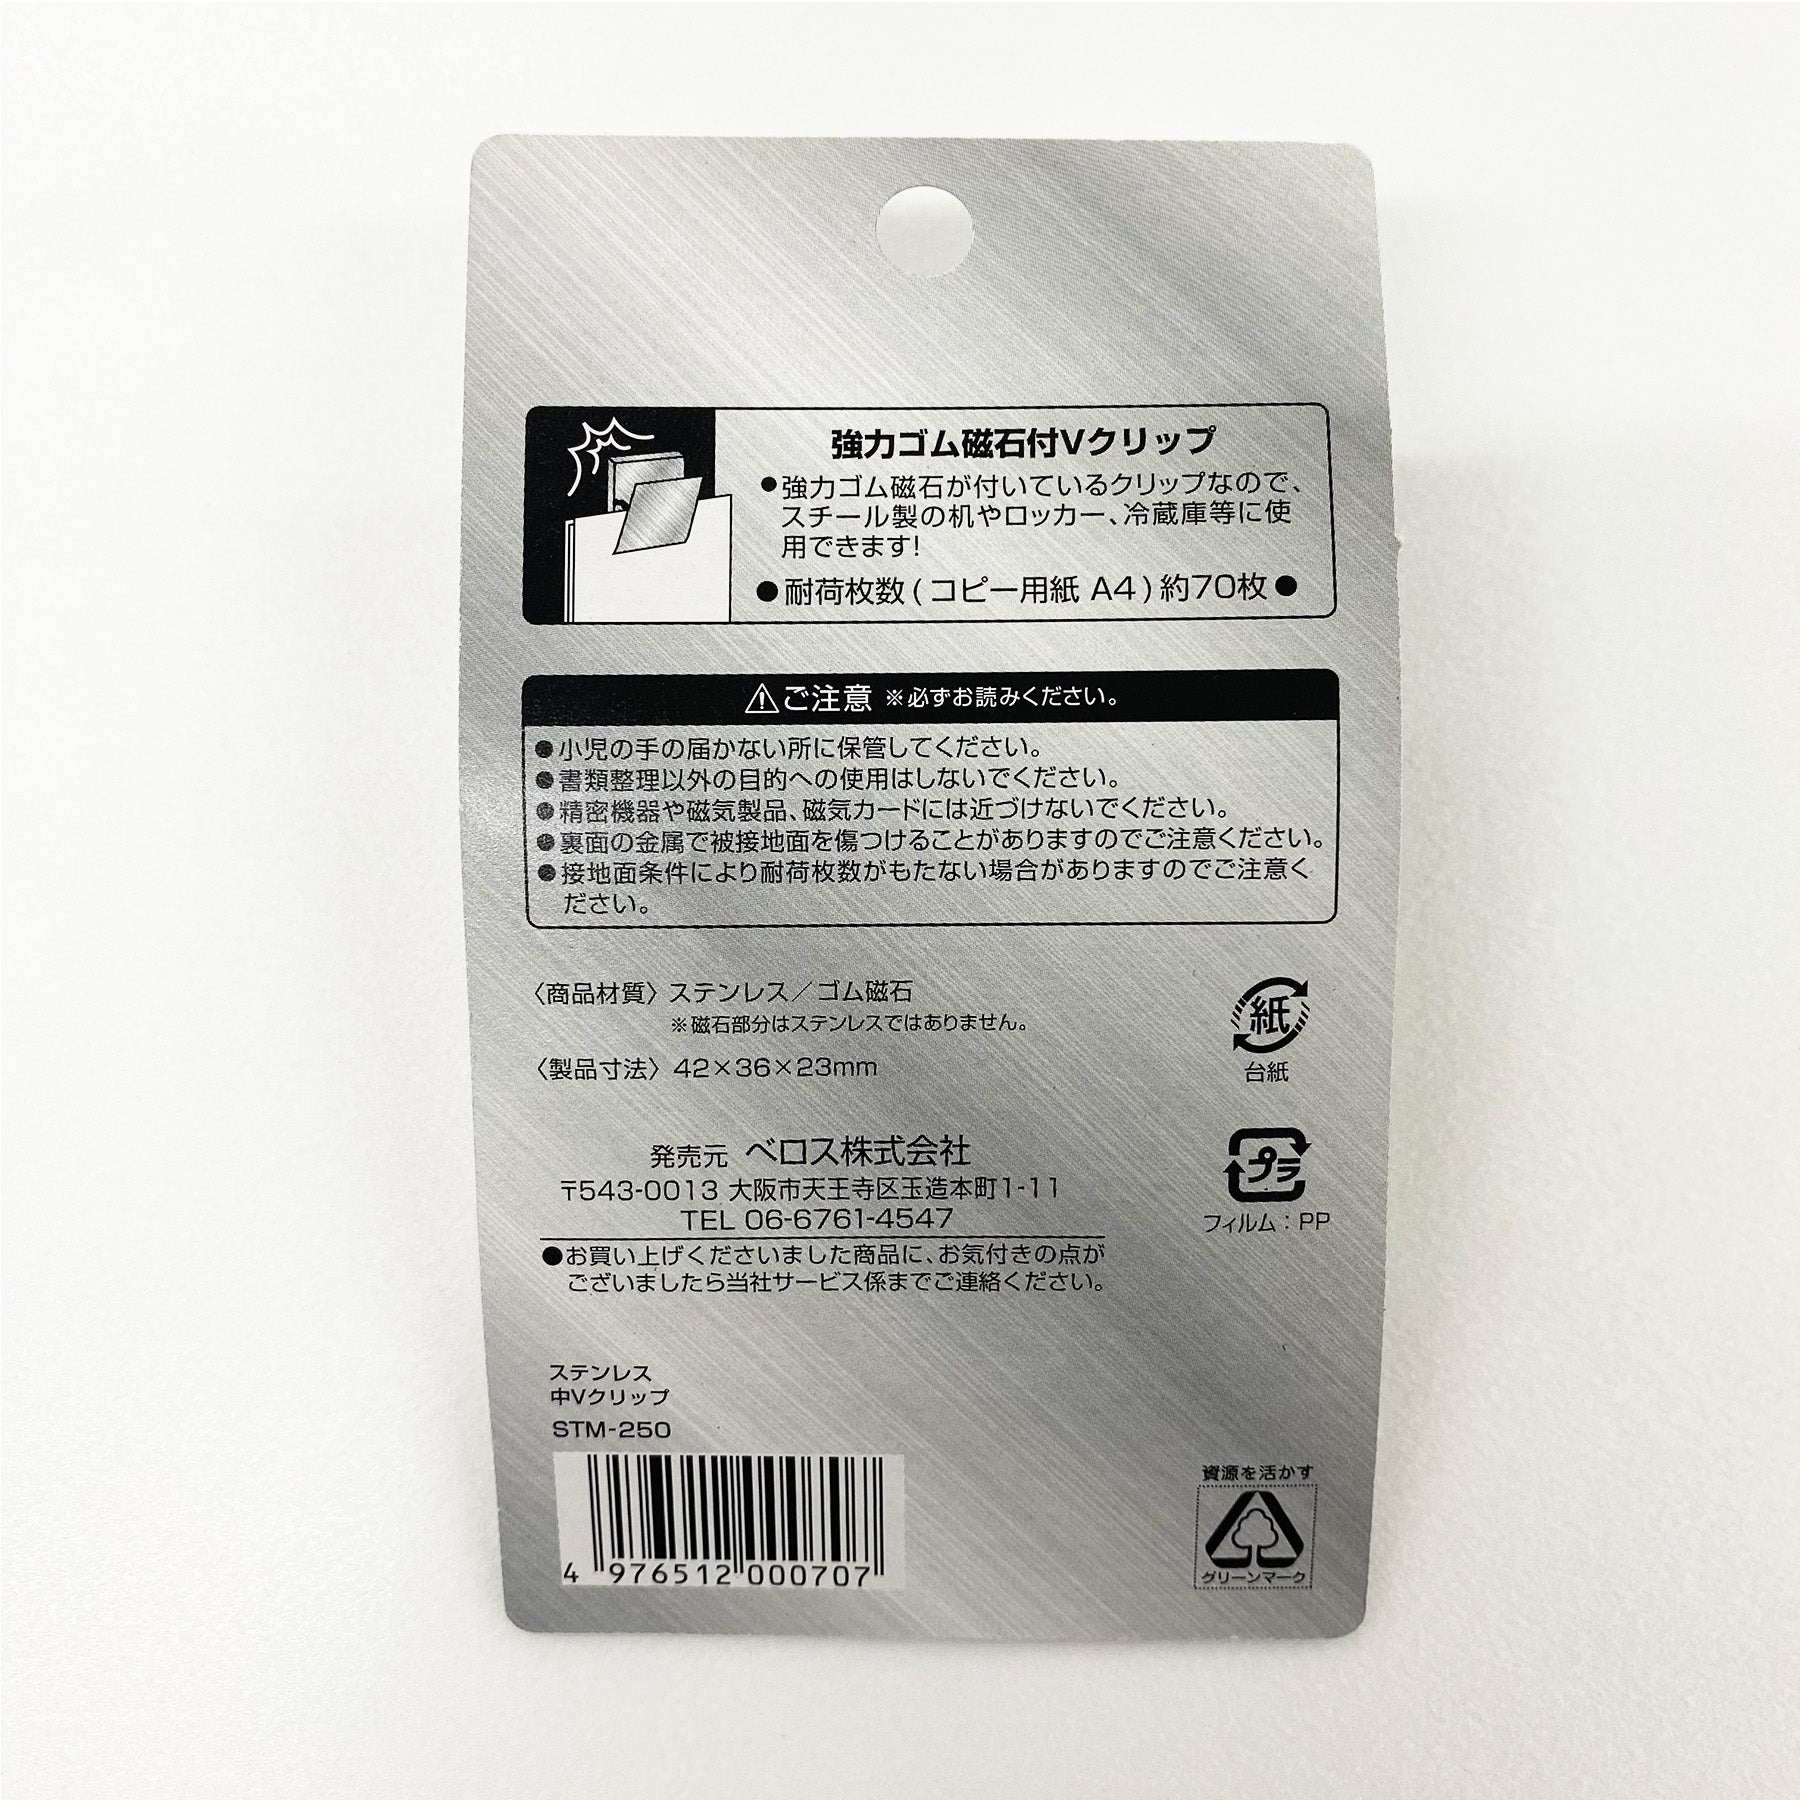 強力ゴム磁石付Vクリップ
●強力ゴム磁石が付いているクリップなので、
スチール製の机やロッカー、冷蔵庫等に使
用できます!
●耐荷枚数(コピー用紙 A4)約70枚●
⚠ご注意 ※必ずお読みください。
●小児の手の届かない所に保管してください。
●書類整理以外の目的への使用はしないでください。
●精密機器や磁気製品、磁気カードには近づけないでください。
●裏面の金属で被接地面を傷つけることがありますのでご注意ください。
●接地面条件により耐荷枚数がもたない場合がありますのでご注意く
ださい。
〈商品材質〉ステンレス/ゴム磁石
※磁石部分はステンレスではありません。
〈製品寸法〉42×36×23mm
紙
台紙
プラ
フィルム:PP
発売元 ベロス株式会社
〒543-0013 大阪市天王寺区玉造本町1-11
TEL 06-6761-4547
●お買い上げくださいました商品に、お気付きの点が
ございましたら当社サービス係までご連絡ください。
ステンレス
中Vクリップ
STM-250
4 976512 000707
資源を活かす
グリーンマーク